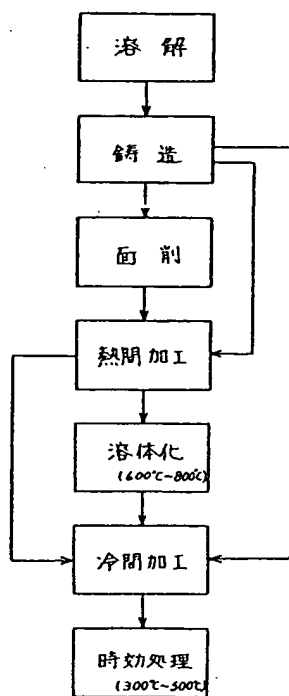 溶解
鋳造
面削
熱間加工
溶体化
(600℃~800℃)
冷間加工
時効処理
(300℃~500℃)